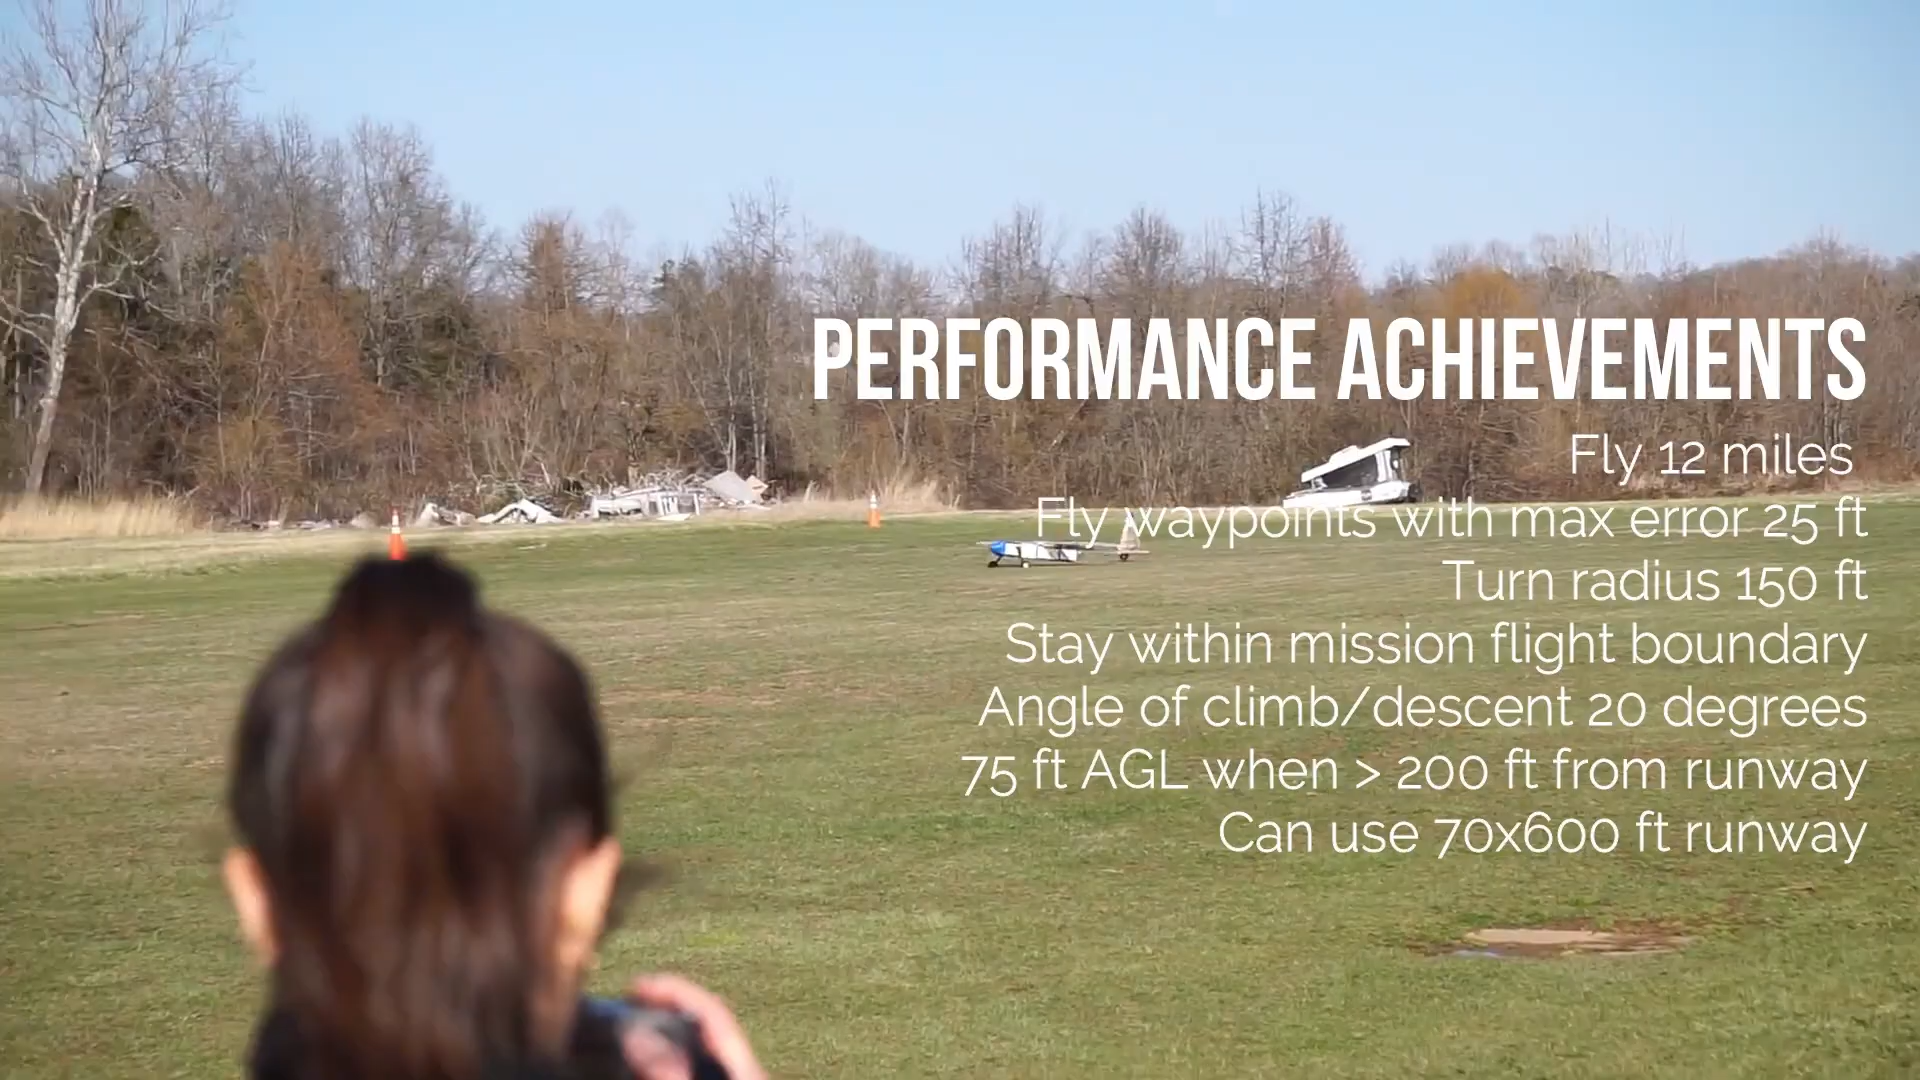 PERFORMANCE ACHIEVEMENTS
Fly 12 miles
Fly waypoints with max error 25 ft
Turn radius 150 ft
Stay within mission flight boundary
Angle of climb/descent 20 degrees
75 ft AGL when > 200 ft from runway
Can use 70x600 ft runway